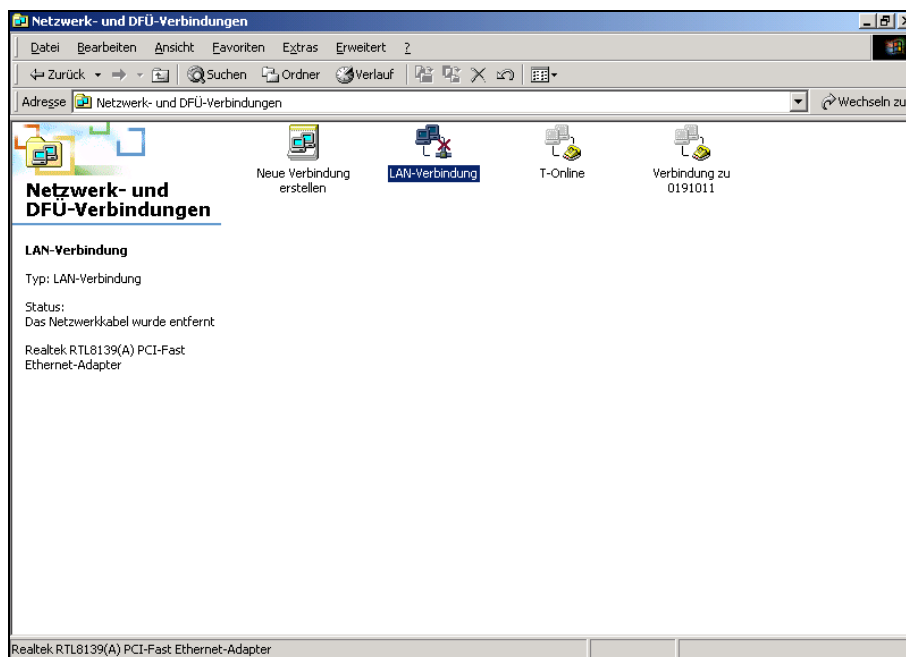 Netzwerk- und DFÜ-Verbindungen
Datei Bearbeiten Ansicht Favoriten Extras Erweitert ?
Zurück Suchen Ordner Verlauf
Adresse Netzwerk- und DFÜ-Verbindungen Wechseln zu
Neue Verbindung
erstellen
LAN-Verbindung
T-Online
Verbindung zu
0191011
Netzwerk- und
DFÜ-Verbindungen
LAN-Verbindung
Typ: LAN-Verbindung
Status:
Das Netzwerkkabel wurde entfernt
Realtek RTL8139(A) PCI-Fast
Ethernet-Adapter
Realtek RTL8139(A) PCI-Fast Ethernet-Adapter